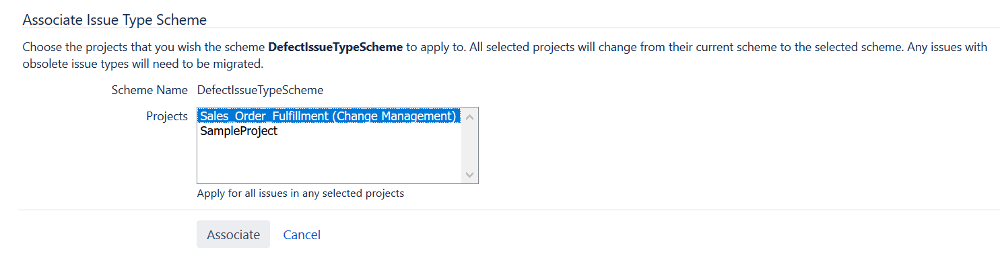 Associate Issue Type Scheme
Choose the projects that you wish the scheme DefectIssueTypeScheme to apply to. All selected projects will change from their current scheme to the selected scheme. Any issues with
obsolete issue types will need to be migrated.
Scheme Name DefectIssueTypeScheme
Projects Sales_Order_Fulfillment (Change Management)
SampleProject
Apply for all issues in any selected projects
Associate Cancel